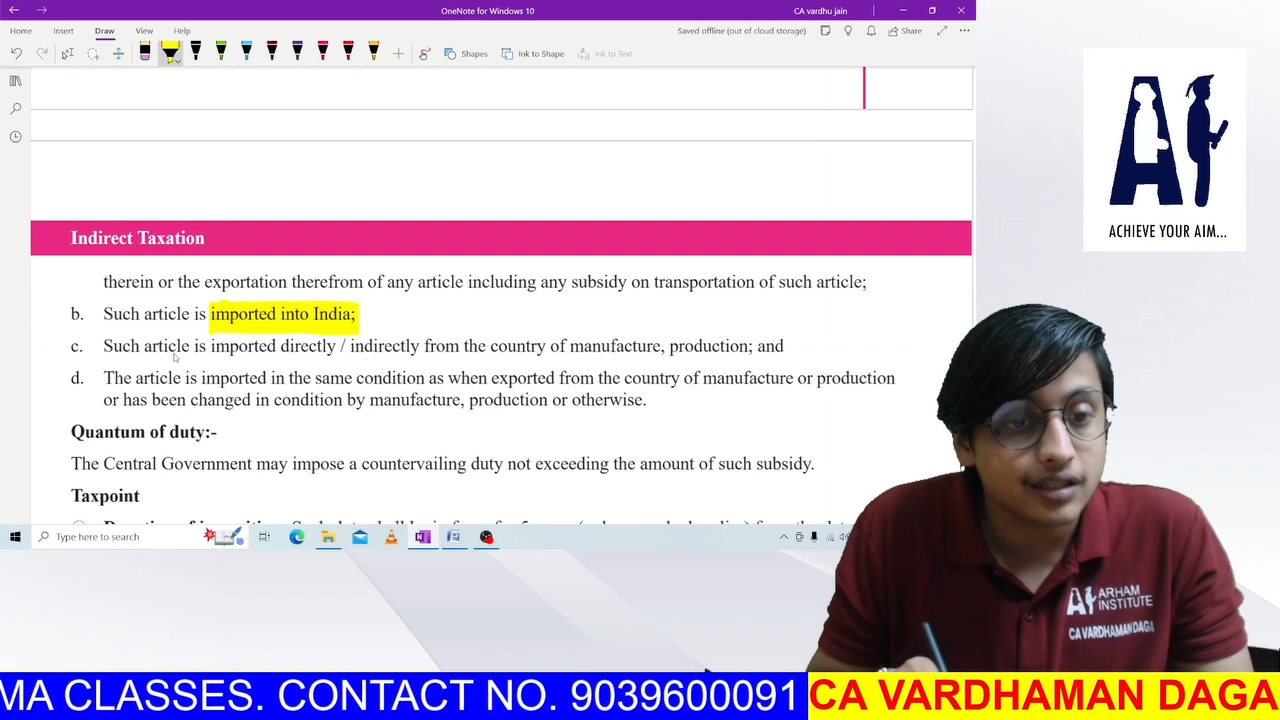 OneNote for Windows 10
CA vardhu jain
Home Insert Draw View Help
Saved offline (out of cloud storage)
Share
Shapes
Ink to Shape
Ink to Text
Indirect Taxation
therein or the exportation therefrom of any article including any subsidy on transportation of such article;
b. Such article is imported into India;
c. Such article is imported directly / indirectly from the country of manufacture, production; and
d. The article is imported in the same condition as when exported from the country of manufacture or production
or has been changed in condition by manufacture, production or otherwise.
Quantum of duty:-
The Central Government may impose a countervailing duty not exceeding the amount of such subsidy.
Taxpoint
Type here to search
ACHIEVE YOUR AIM...
ARHAM
INSTITUTE
CA VARDHAMAN DAGA
MA CLASSES. CONTACT NO. 9039600091 CA VARDHAMAN DAGA